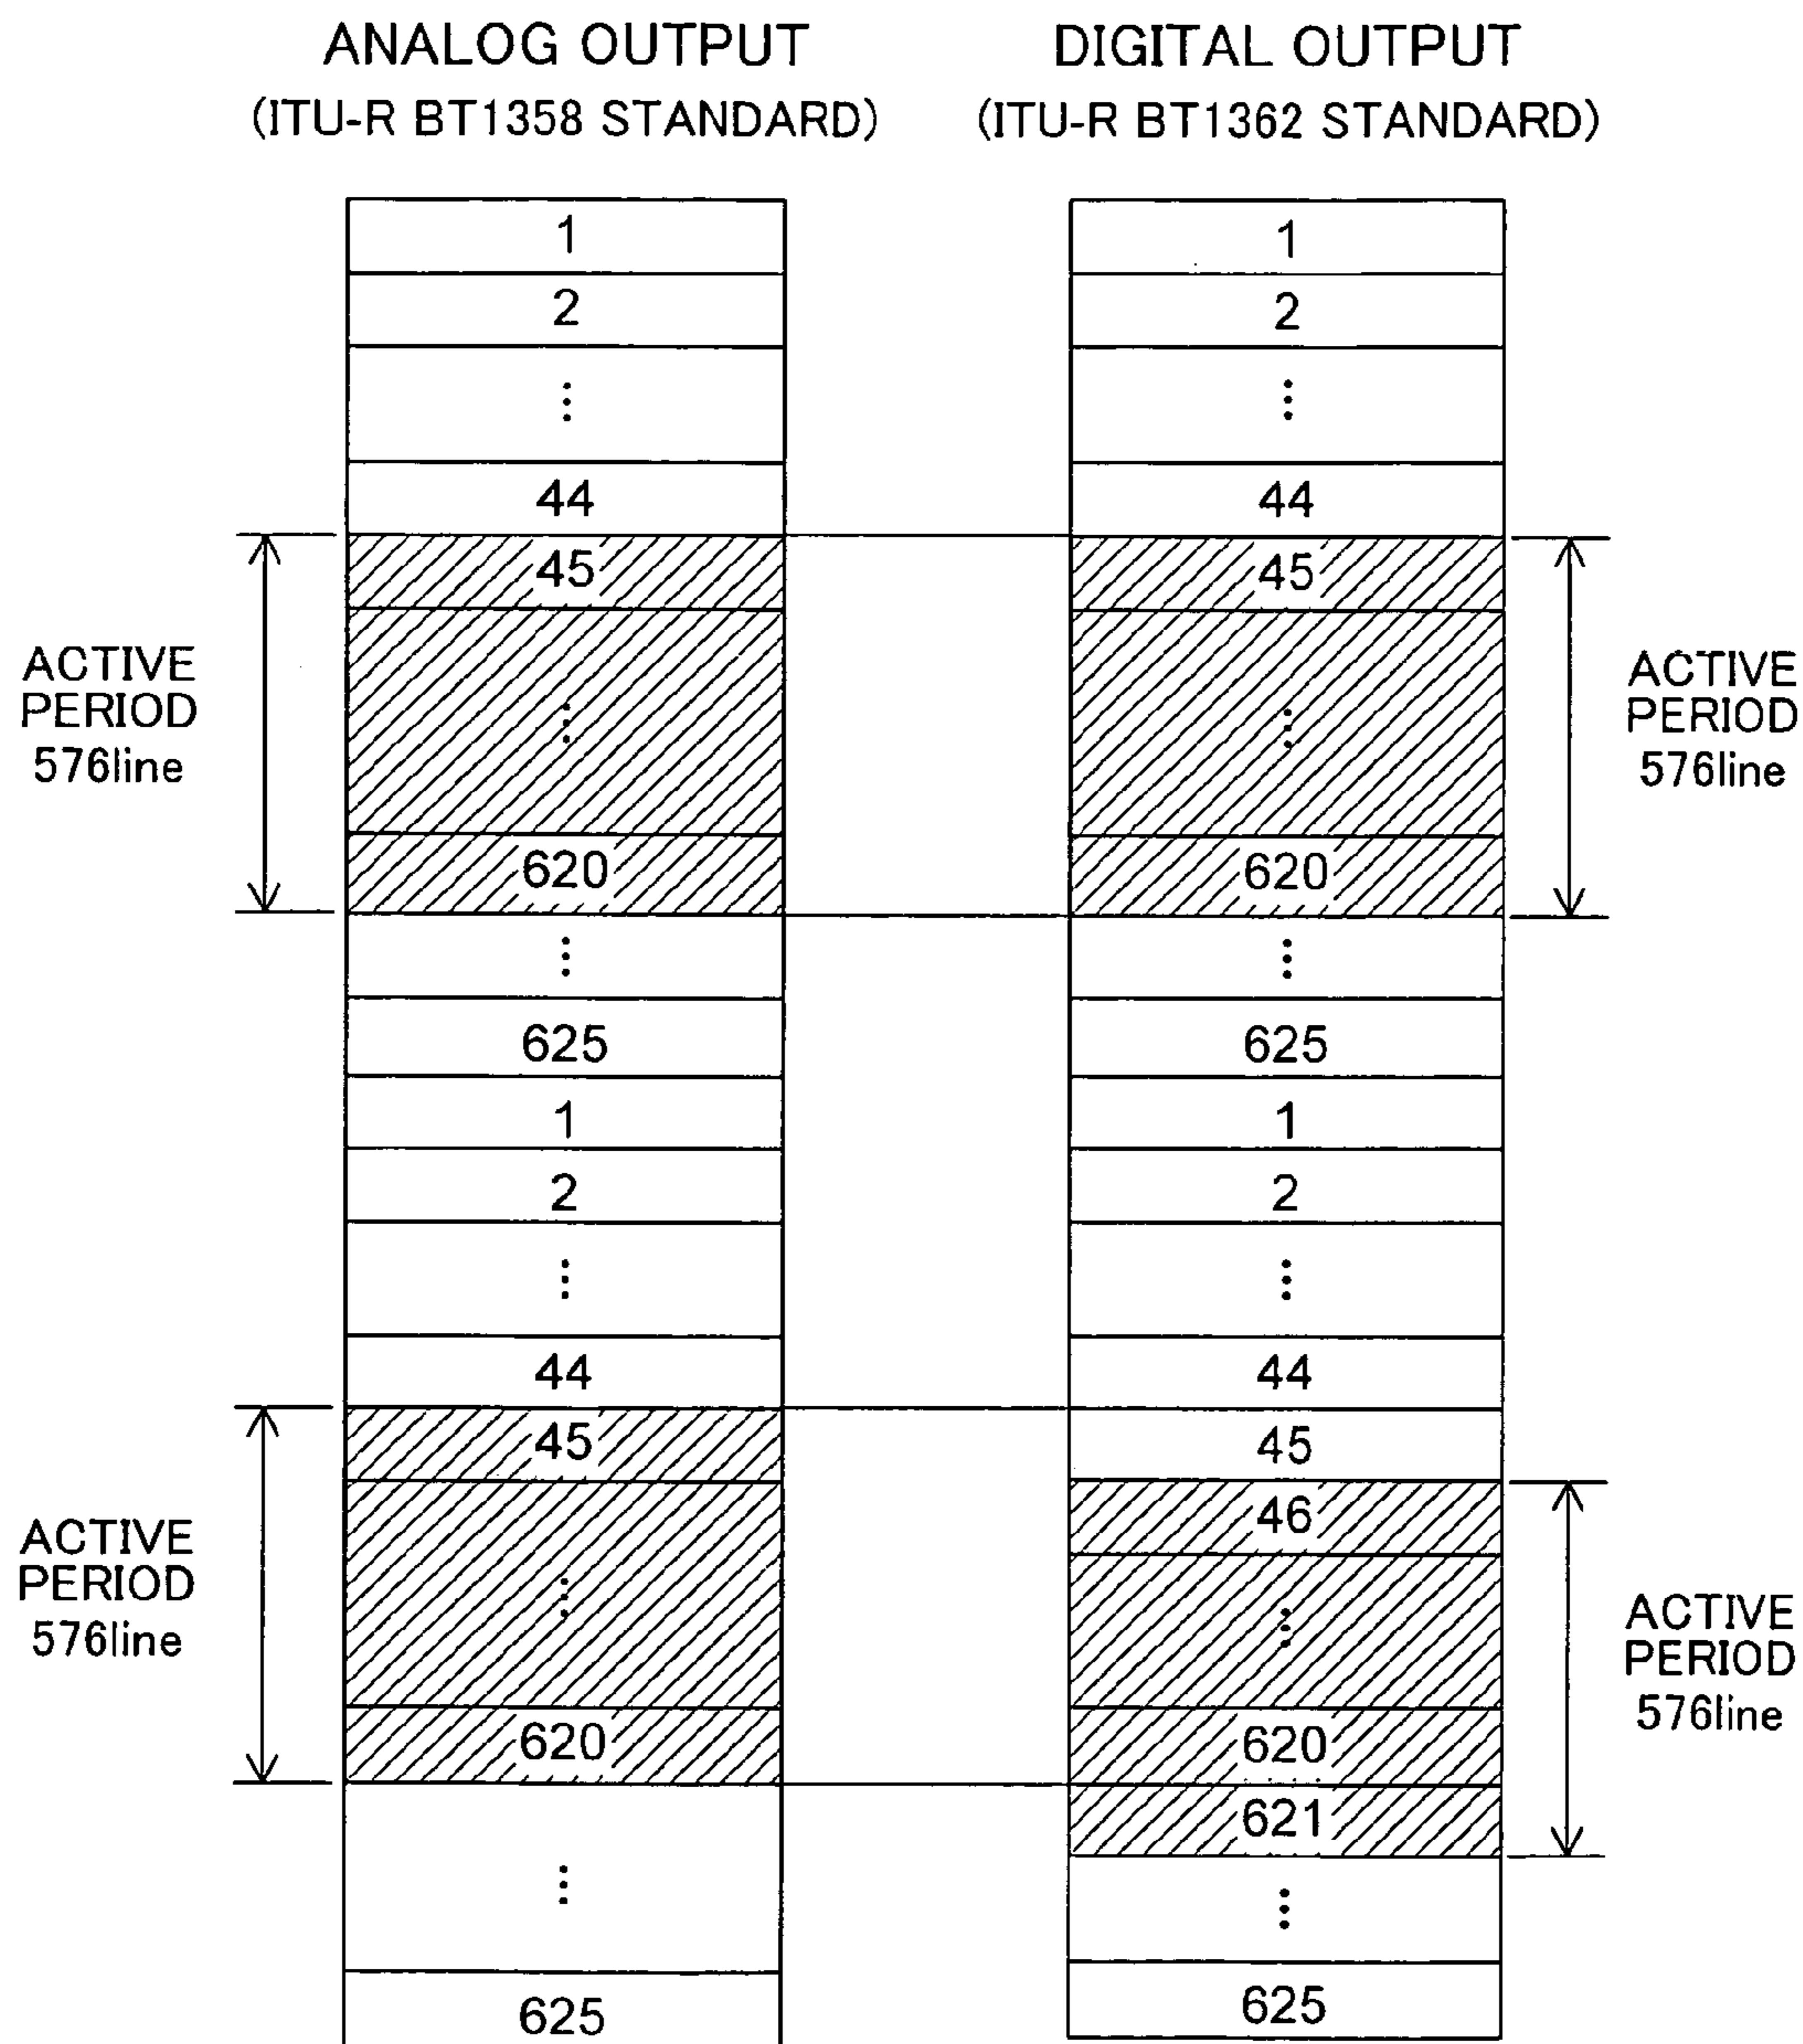 ANALOG OUTPUT
(ITU-R BT1358 STANDARD)
1
2
⋮
44
45
⋮
620
⋮
625
1
2
⋮
44
45
⋮
620
⋮
625
ACTIVE
PERIOD
576line
ACTIVE
PERIOD
576line
DIGITAL OUTPUT
(ITU-R BT1362 STANDARD)
1
2
⋮
44
45
⋮
620
⋮
625
1
2
⋮
44
45
46
⋮
620
621
⋮
625
ACTIVE
PERIOD
576line
ACTIVE
PERIOD
576line